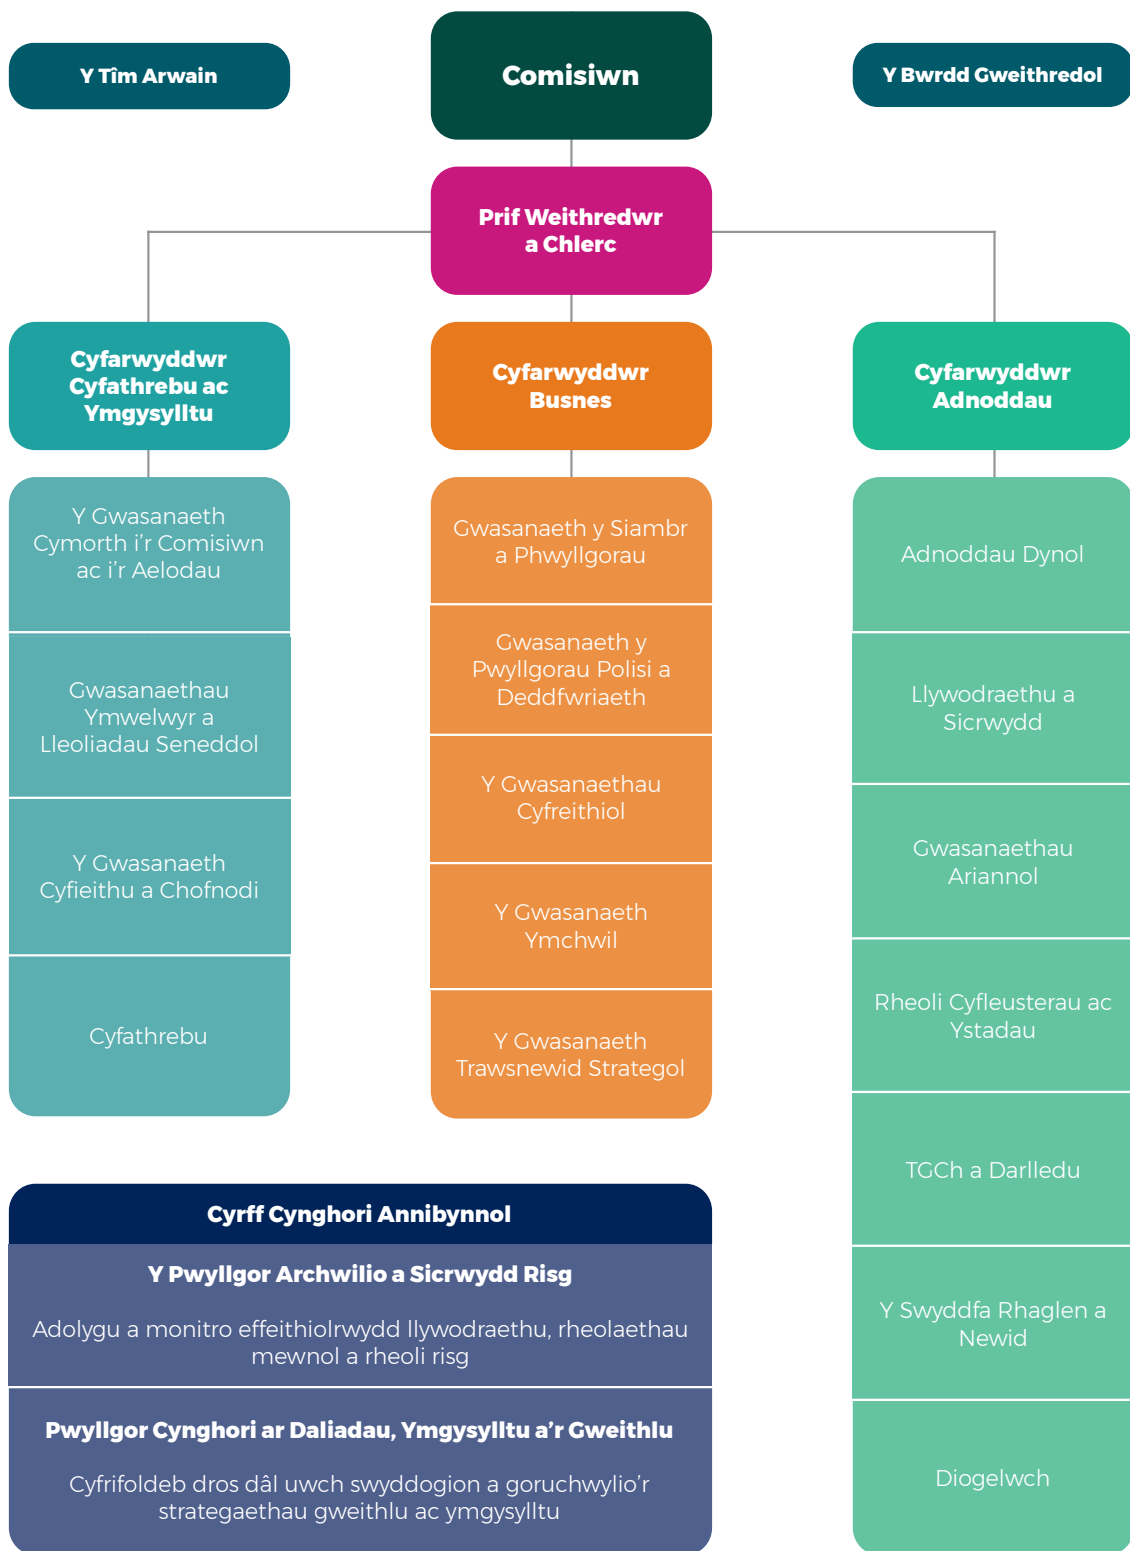 Y Tîm Arwain
Comisiwn
Y Bwrdd Gweithredol
Prif Weithredwr
a Chlerc
Cyfarwyddwr
Cyfathrebu ac
Ymgysylltu
Y Gwasanaeth
Cymorth i’r Comisiwn
ac i’r Aelodau
Gwasanaethau
Ymwelwyr a
Lleoliadau Seneddol
Y Gwasanaeth
Cyfieithu a Chofnodi
Cyfathrebu
Cyfarwyddwr
Busnes
Gwasanaeth y Siambr
a Phwyllgorau
Gwasanaeth y
Pwyllgorau Polisi a
Deddfwriaeth
Y Gwasanaethau
Cyfreithiol
Y Gwasanaeth
Ymchwil
Y Gwasanaeth
Trawsnewid Strategol
Cyfarwyddwr
Adnoddau
Adnoddau Dynol
Llywodraethu a
Sicrwydd
Gwasanaethau
Ariannol
Rheoli Cyfleusterau ac
Ystadau
TGCh a Darlledu
Y Swyddfa Rhaglen a
Newid
Diogelwch
Cyrff Cynghori Annibynnol
Y Pwyllgor Archwilio a Sicrwydd Risg
Adolygu a monitro effeithiolrwydd llywodraethu, rheolaethau
mewnol a rheoli risg
Pwyllgor Cynghori ar Daliadau, Ymgysylltu a’r Gweithlu
Cyfrifoldeb dros dâl uwch swyddogion a goruchwylio’r
strategaethau gweithlu ac ymgysylltu